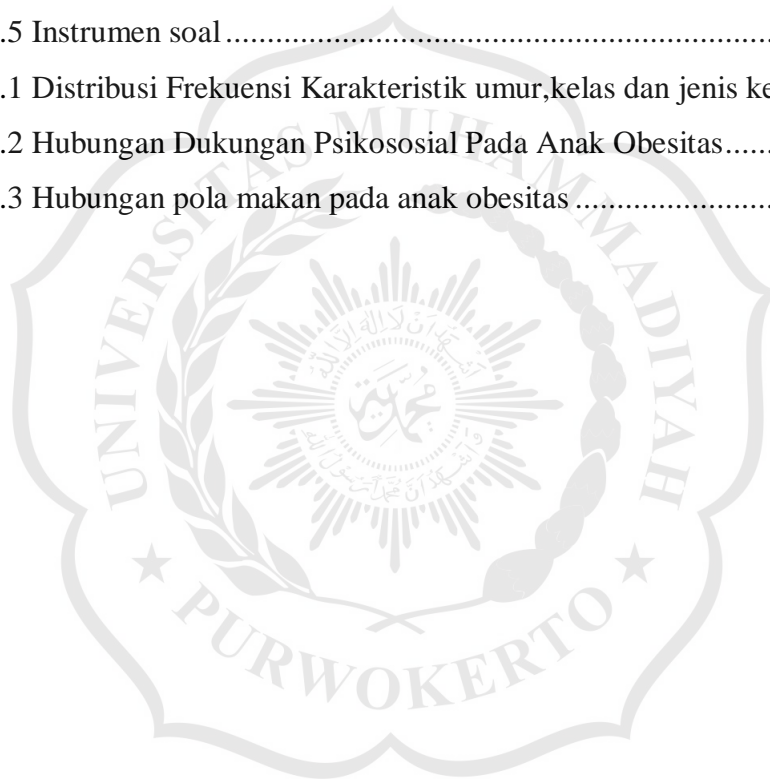 .5 Instrumen soal..........................................................................
.1 Distribusi Frekuensi Karakteristik umur,kelas dan jenis ke
.2 Hubungan Dukungan Psikososial Pada Anak Obesitas......
.3 Hubungan pola makan pada anak obesitas..........................
UNIVERSITAS MUHAMMADIYAH
PURWOKERTO